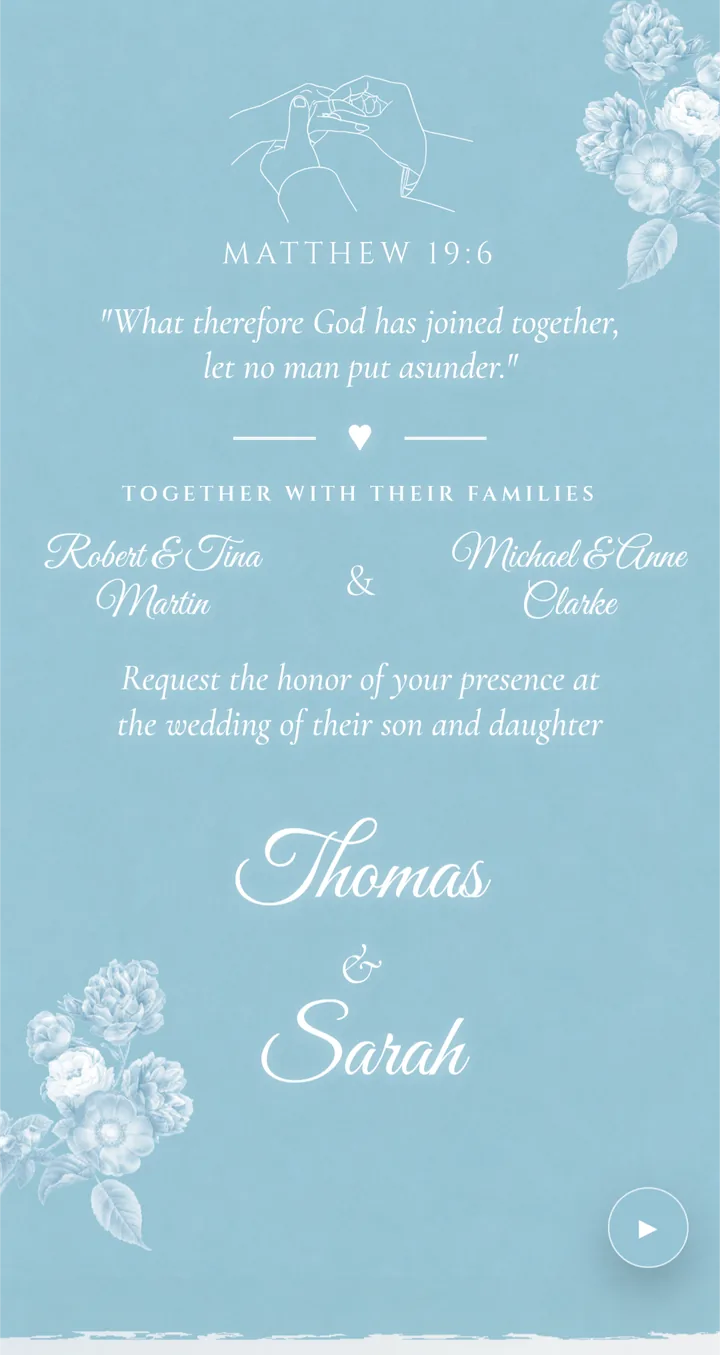 MATTHEW 19:6
"What therefore God has joined together,
let no man put asunder."
TOGETHER WITH THEIR FAMILIES
Robert & Tina
Martin
&
Michael & Anne
Clarke
Request the honor of your presence at
the wedding of their son and daughter
Thomas
&
Sarah